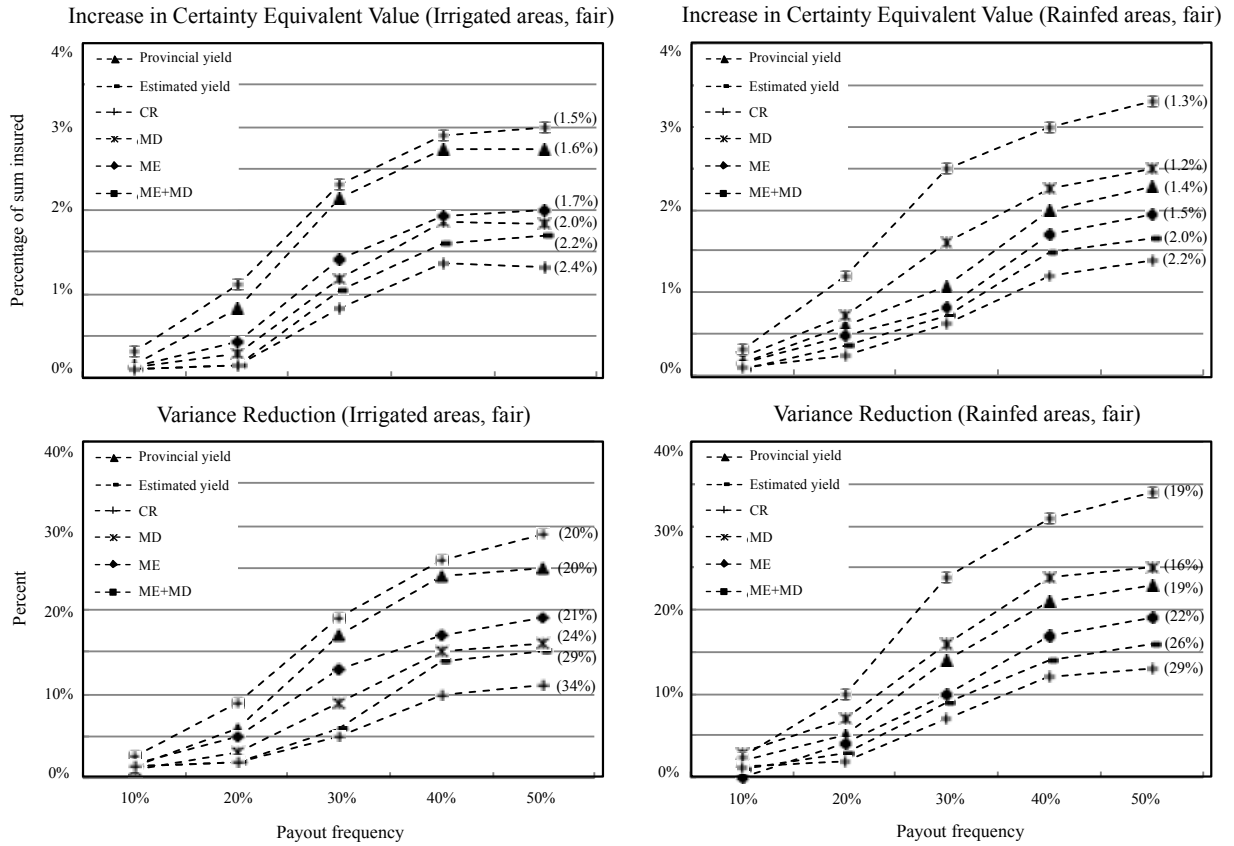 Increase in Certainty Equivalent Value (Irrigated areas, fair)
Percentage of sum insured
4%
3%
2%
1%
0%
Provincial yield
Estimated yield
CR
MD
ME
ME+MD
(1.5%)
(1.6%)
(1.7%)
(2.0%)
(2.2%)
(2.4%)
Increase in Certainty Equivalent Value (Rainfed areas, fair)
4%
3%
2%
1%
0%
Provincial yield
Estimated yield
CR
MD
ME
ME+MD
(1.3%)
(1.2%)
(1.4%)
(1.5%)
(2.0%)
(2.2%)
Variance Reduction (Irrigated areas, fair)
Percent
40%
30%
20%
10%
0%
Provincial yield
Estimated yield
CR
MD
ME
ME+MD
(20%)
(20%)
(21%)
(24%)
(29%)
(34%)
10% 20% 30% 40% 50%
Payout frequency
Variance Reduction (Rainfed areas, fair)
40%
30%
20%
10%
0%
Provincial yield
Estimated yield
CR
MD
ME
ME+MD
(19%)
(16%)
(19%)
(22%)
(26%)
(29%)
10% 20% 30% 40% 50%
Payout frequency